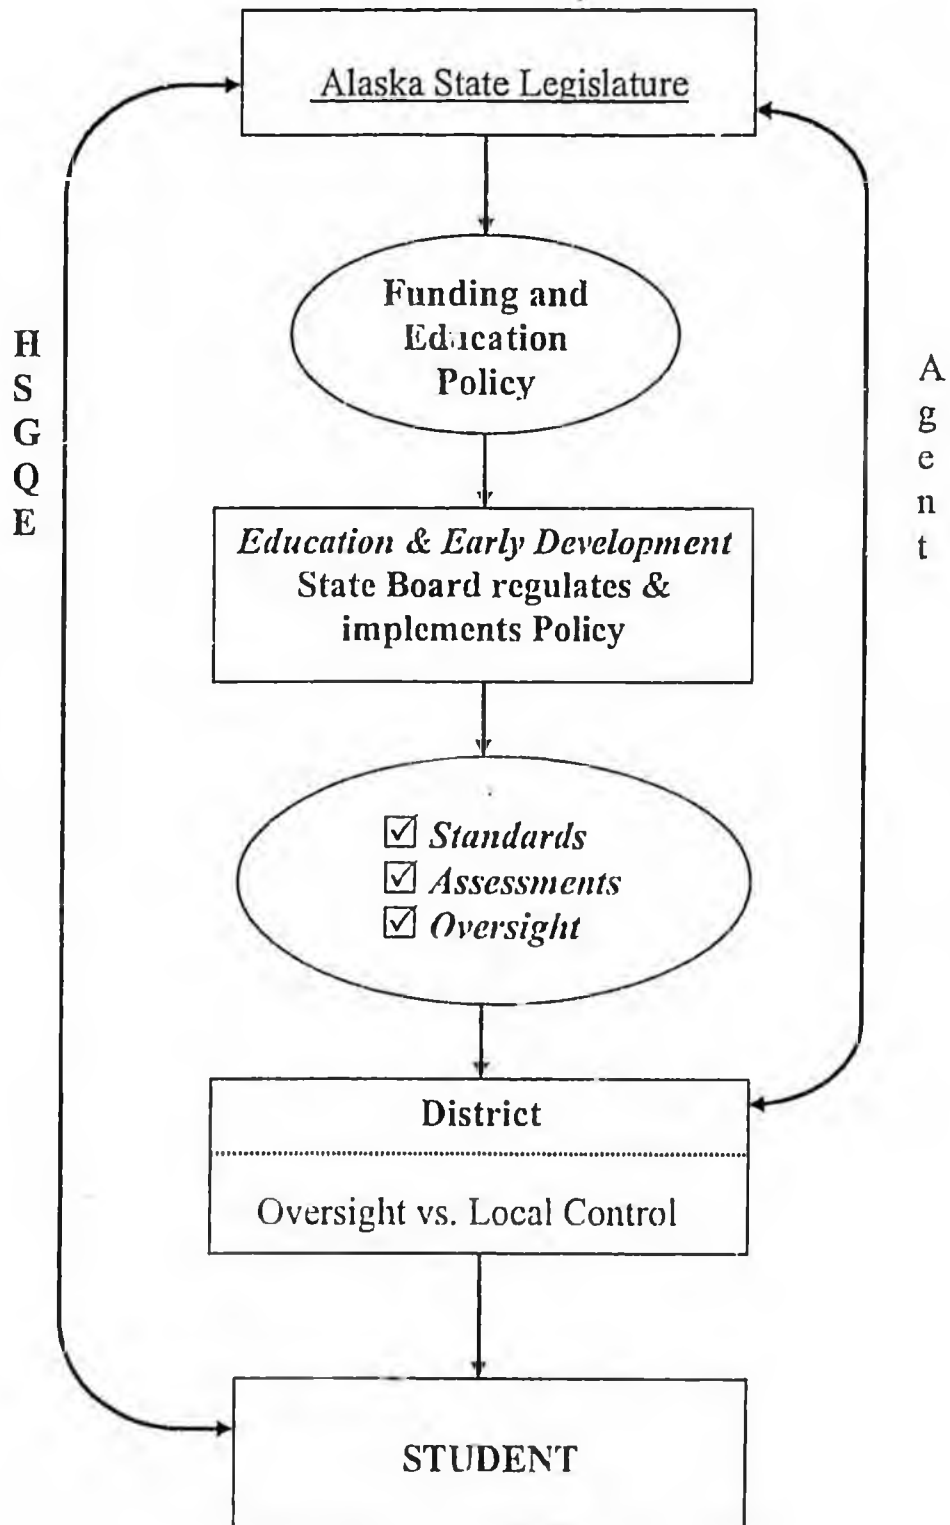 Alaska State Legislature
Funding and
Education
Policy
H
S
G
Q
E
A
g
e
n
t
Education & Early Development
State Board regulates &
implements Policy
☑ Standards
☑ Assessments
☑ Oversight
District
Oversight vs. Local Control
STUDENT